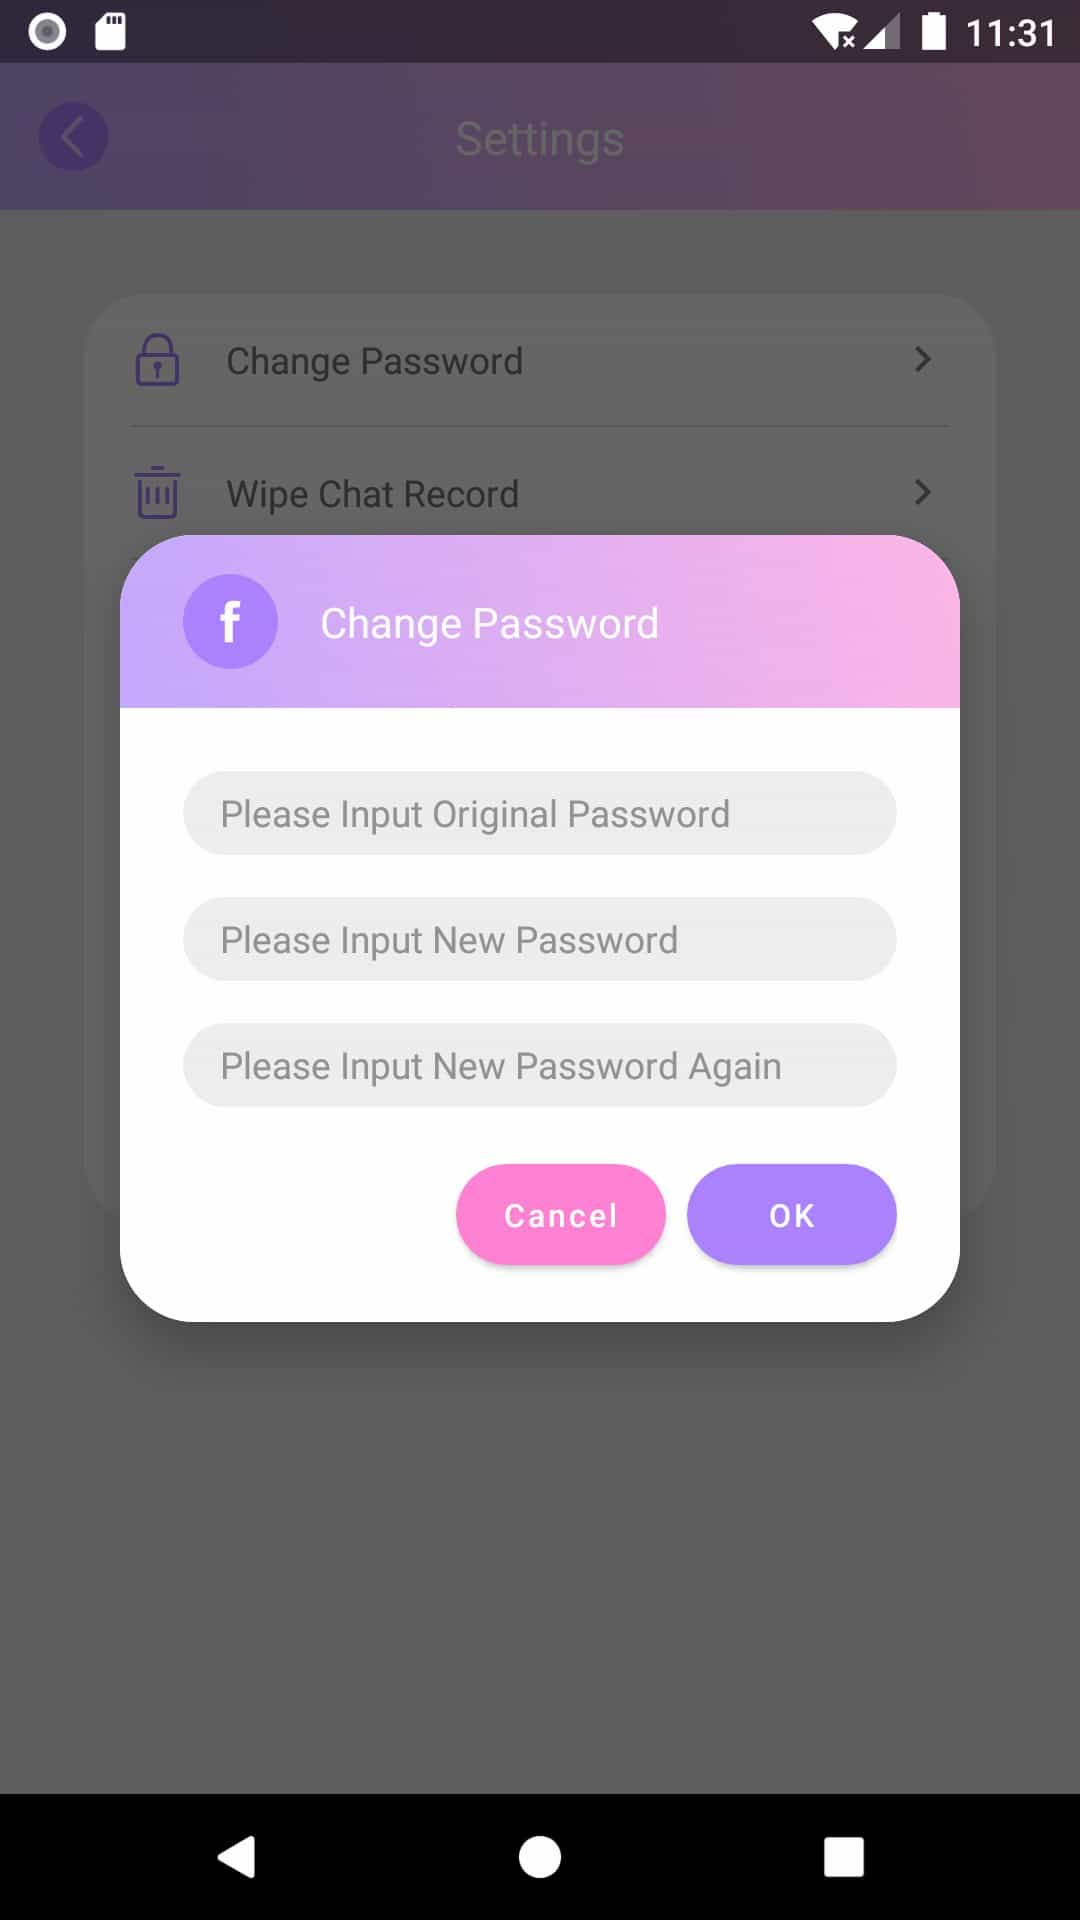 11:31
Settings
Change Password
Wipe Chat Record
f
Change Password
Please Input Original Password
Please Input New Password
Please Input New Password Again
Cancel
OK